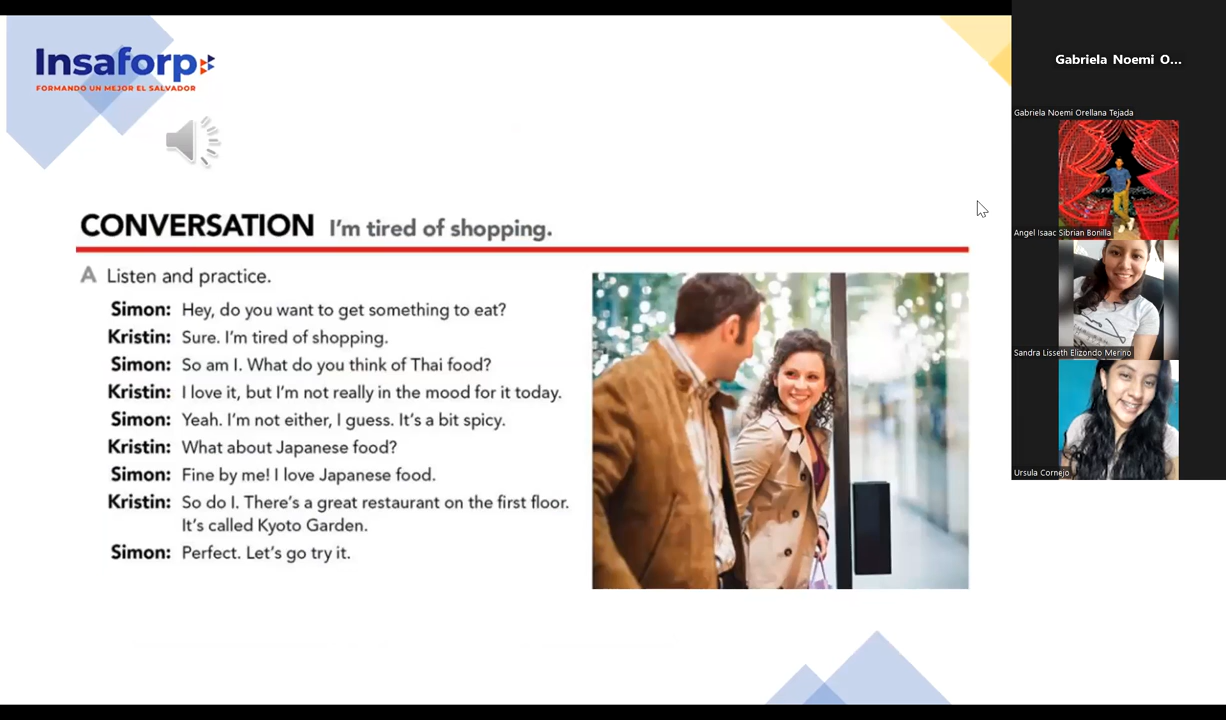 Insaforp
FORMANDO UN MEJOR EL SALVADOR
CONVERSATION I'm tired of shopping.
A Listen and practice.
Simon: Hey, do you want to get something to eat?
Kristin: Sure. I'm tired of shopping.
Simon: So am I. What do you think of Thai food?
Kristin: I love it, but I'm not really in the mood for it today.
Simon: Yeah. I'm not either, I guess. It's a bit spicy.
Kristin: What about Japanese food?
Simon: Fine by me! I love Japanese food.
Kristin: So do I. There's a great restaurant on the first floor.
It's called Kyoto Garden.
Simon: Perfect. Let's go try it.
Gabriela Noemi O...
Gabriela Noemi Orellana Tejada
Angel Isaac Sibrian Bonilla
Sandra Lisseth Elizondo Merino
Ursula Cornejo